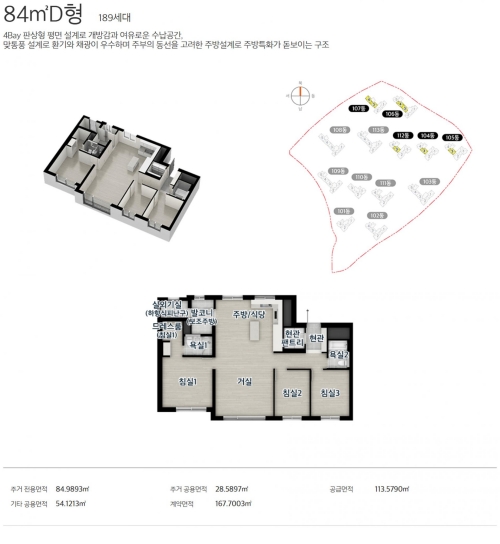 84㎡D형 189세대
4Bay 판상형 평면 설계로 개방감과 여유로운 수납공간,
맞통풍 설계로 환기와 채광이 우수하며 주부의 동선을 고려한 주방설계로 주방특화가 돋보이는 구조
N
107동
106동
108동
113동
112동
104동
105동
109동
110동
111동
103동
101동
102동
실외기실
(하향식피난구)
발코니
(보조주방)
주방/식당
드레스룸
(침실1)
욕실1
현관
팬트리
현관
욕실2
침실1
거실
침실2
침실3
주거 전용면적 84.9893㎡ 주거 공용면적 28.5897㎡ 공급면적 113.5790㎡
기타 공용면적 54.1213㎡ 계약면적 167.7003㎡